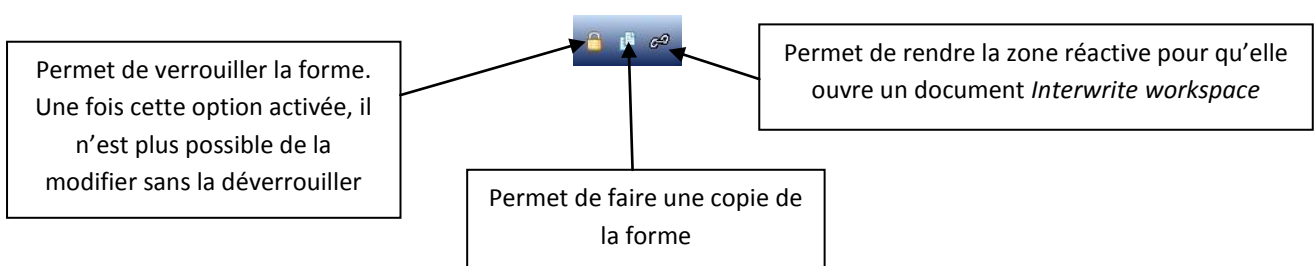 Permet de verrouiller la forme.
Une fois cette option activée, il
n’est plus possible de la
modifier sans la déverrouiller
Permet de faire une copie de
la forme
Permet de rendre la zone réactive pour qu’elle
ouvre un document Interwrite workspace